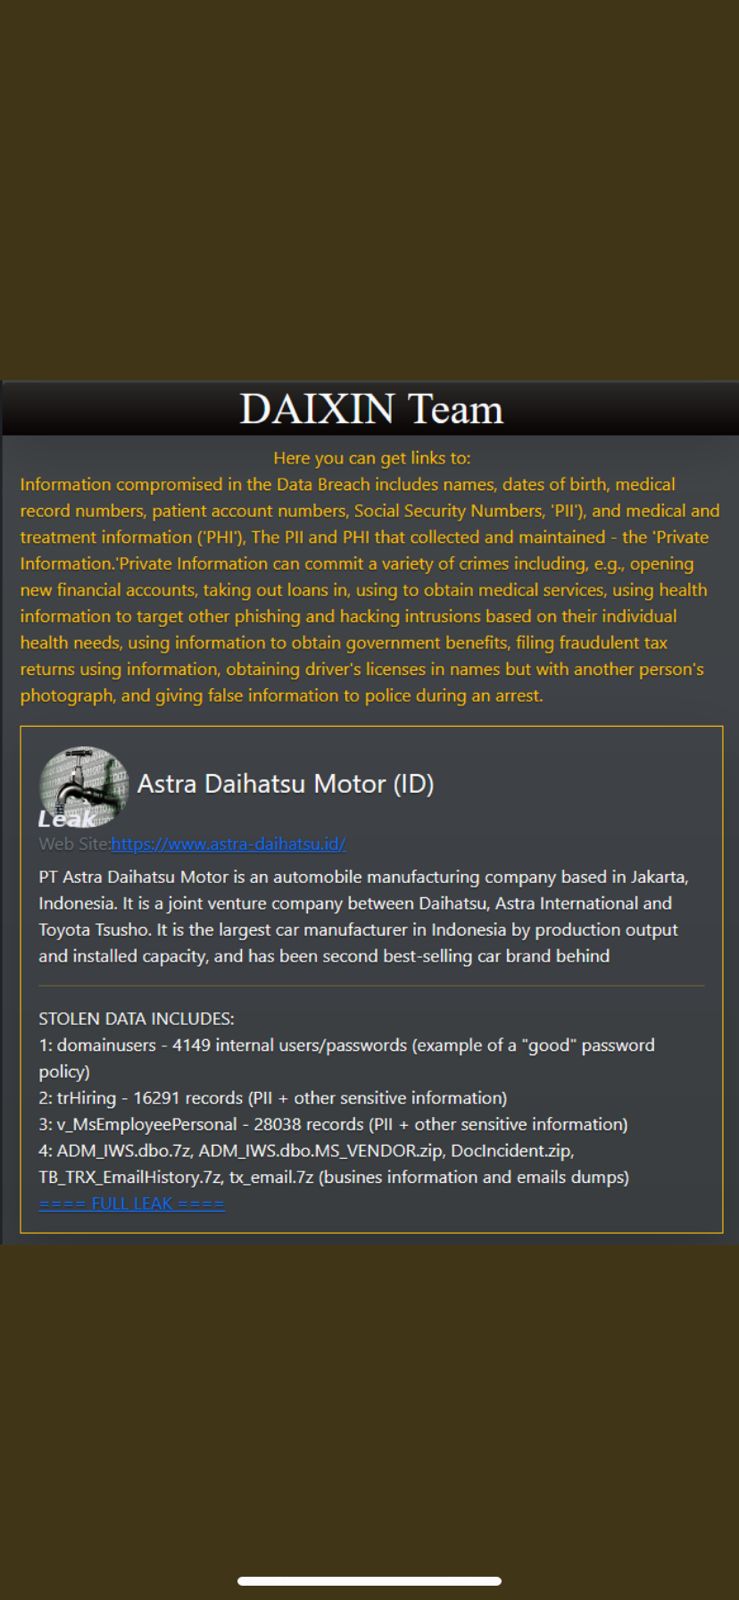 DAIXIN Team
Here you can get links to:
Information compromised in the Data Breach includes names, dates of birth, medical
record numbers, patient account numbers, Social Security Numbers, 'PII'), and medical and
treatment information ('PHI'), The PII and PHI that collected and maintained - the 'Private
Information.'Private Information can commit a variety of crimes including, e.g., opening
new financial accounts, taking out loans in, using to obtain medical services, using health
information to target other phishing and hacking intrusions based on their individual
health needs, using information to obtain government benefits, filing fraudulent tax
returns using information, obtaining driver's licenses in names but with another person's
photograph, and giving false information to police during an arrest.
Leak
Astra Daihatsu Motor (ID)
Web Site:https://www.astra-daihatsu.id/
PT Astra Daihatsu Motor is an automobile manufacturing company based in Jakarta,
Indonesia. It is a joint venture company between Daihatsu, Astra International and
Toyota Tsusho. It is the largest car manufacturer in Indonesia by production output
and installed capacity, and has been second best-selling car brand behind
STOLEN DATA INCLUDES:
1: domainusers - 4149 internal users/passwords (example of a "good" password
policy)
2: trHiring - 16291 records (PII + other sensitive information)
3: v_MsEmployeePersonal - 28038 records (PII + other sensitive information)
4: ADM_IWS.dbo.7z, ADM_IWS.dbo.MS_VENDOR.zip, DocIncident.zip,
TB_TRX_EmailHistory.7z, tx_email.7z (busines information and emails dumps)
==== FULL LEAK ====